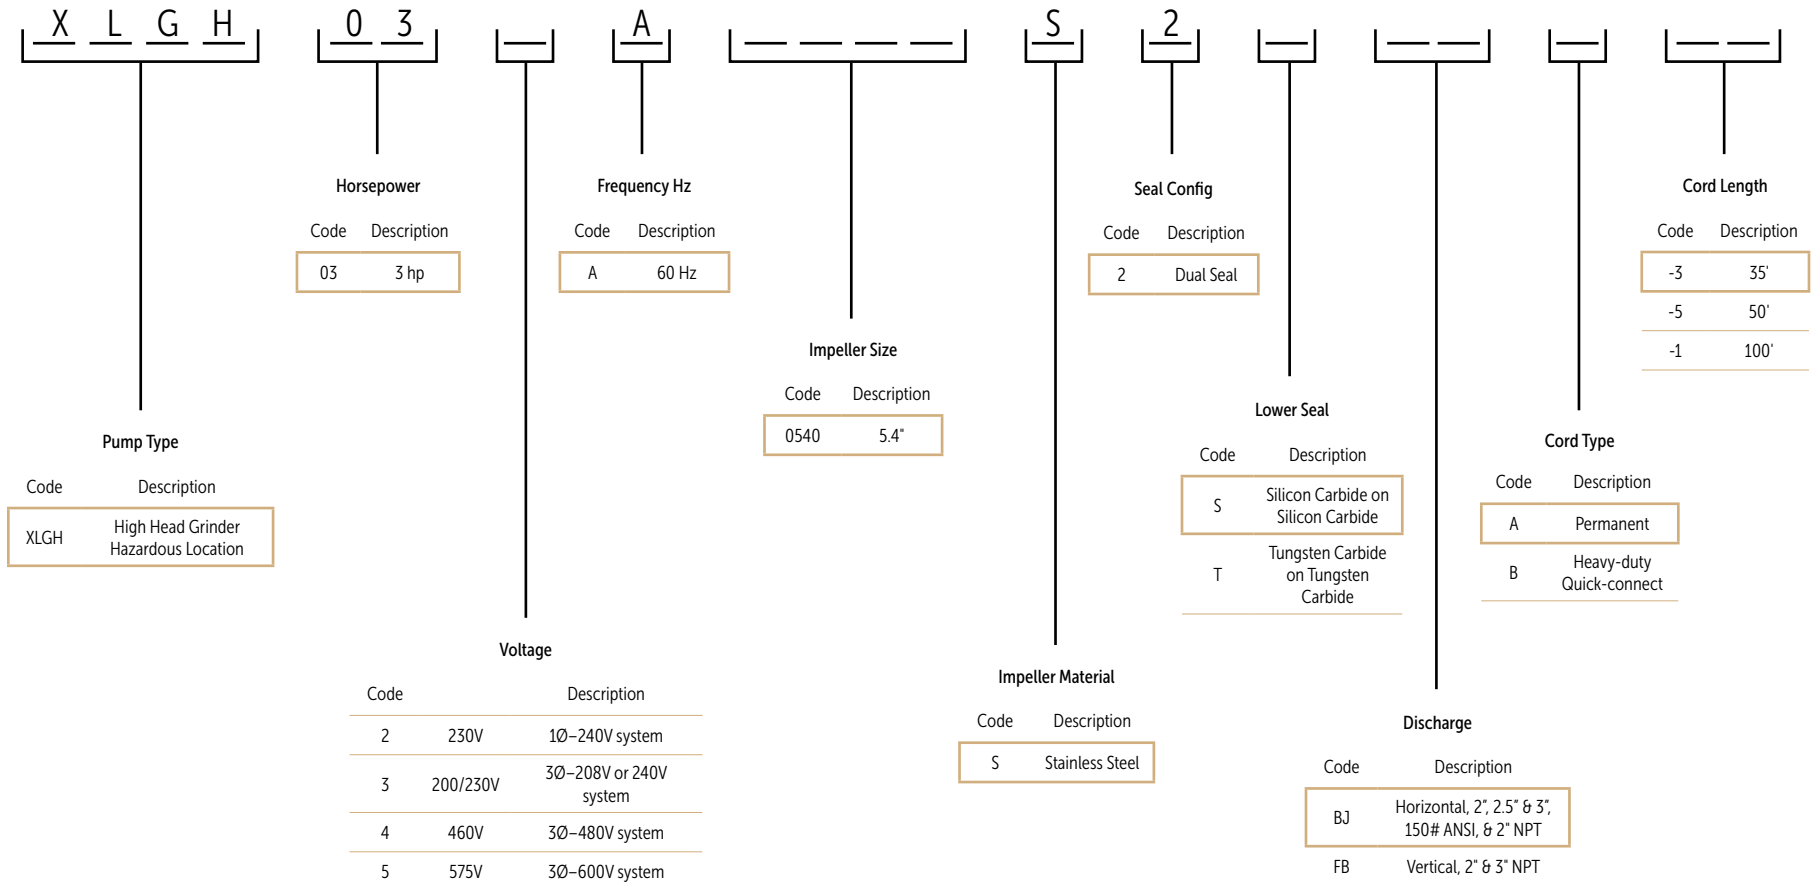 X L G H 0 3 A S 2
Horsepower
Code Description
03 3 hp
Frequency Hz
Code Description
A 60 Hz
Seal Config
Code Description
2 Dual Seal
Cord Length
Code Description
-3 35'
-5 50'
-1 100'
Impeller Size
Code Description
0540 5.4"
Pump Type
Code Description
XLGH High Head Grinder
Hazardous Location
Lower Seal
Code Description
S Silicon Carbide on
Silicon Carbide
T Tungsten Carbide
on Tungsten
Carbide
Cord Type
Code Description
A Permanent
B Heavy-duty
Quick-connect
Voltage
Code Description
2 230V 1Ø–240V system
3 200/230V 3Ø–208V or 240V
system
4 460V 3Ø–480V system
5 575V 3Ø–600V system
Impeller Material
Code Description
S Stainless Steel
Discharge
Code Description
BJ Horizontal, 2", 2.5" & 3",
150# ANSI, & 2" NPT
FB Vertical, 2" & 3" NPT